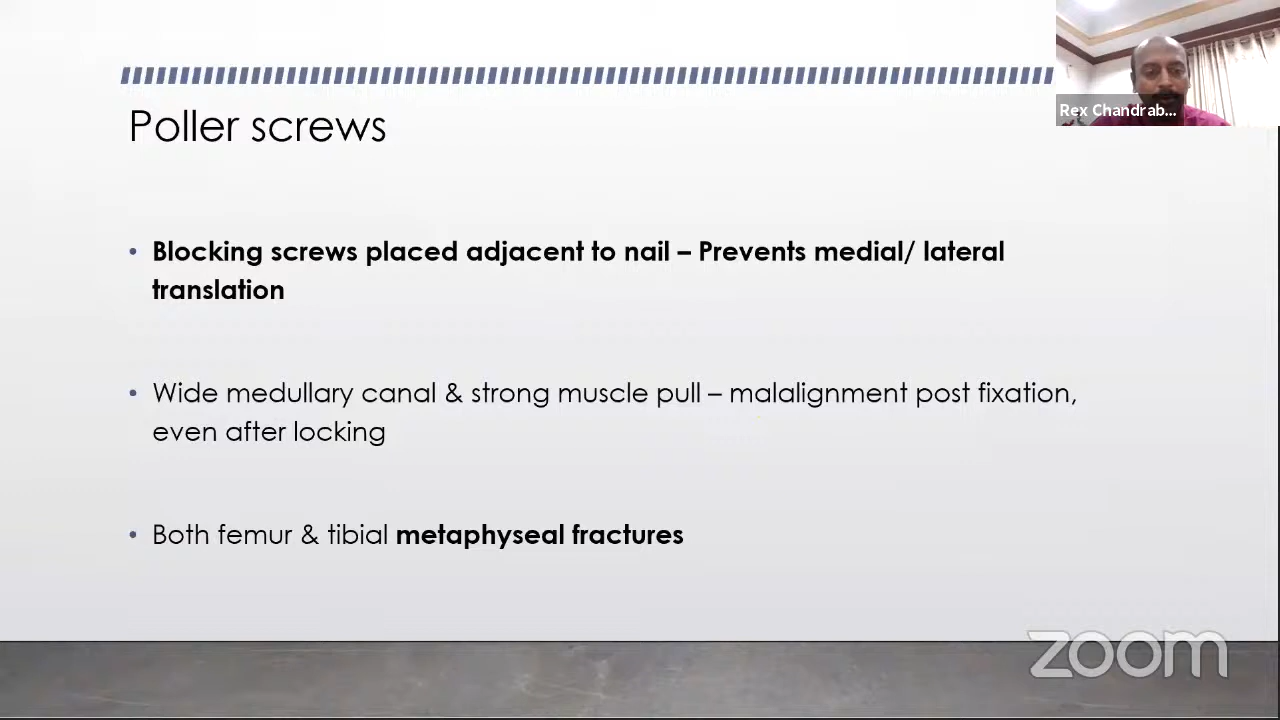 Rex Chandrab...
Poller screws
• Blocking screws placed adjacent to nail – Prevents medial/ lateral
translation
• Wide medullary canal & strong muscle pull – malalignment post fixation,
even after locking
• Both femur & tibial metaphyseal fractures
zoom